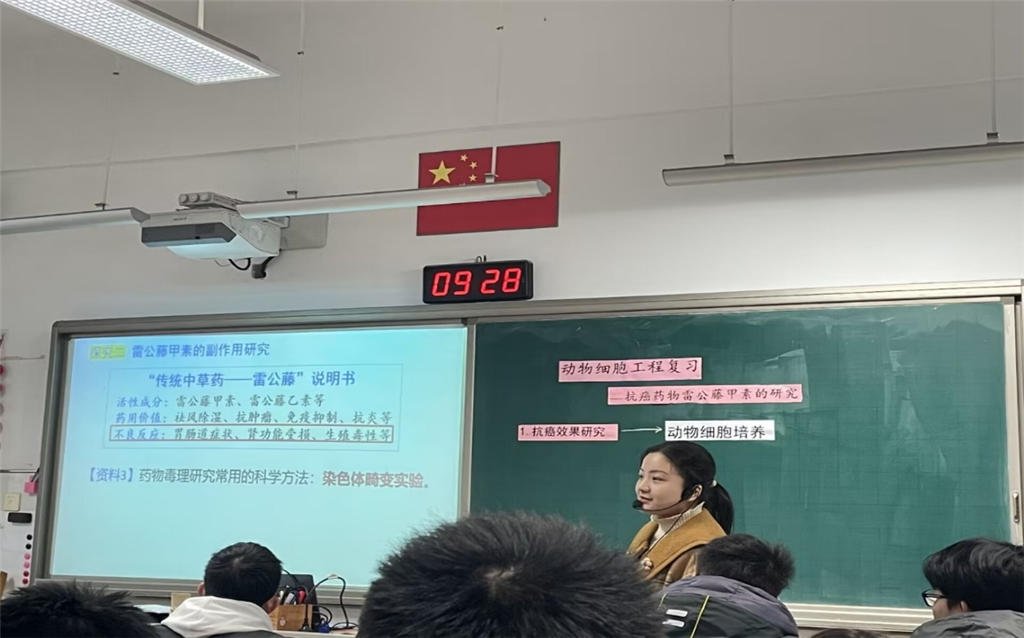 09 28
探究二 雷公藤甲素的副作用研究
“传统中草药——雷公藤”说明书
活性成分：雷公藤甲素、雷公藤乙素等
药用价值：祛风除湿、抗肿瘤、免疫抑制、抗炎等
不良反应：胃肠道症状、肾功能受损、生殖毒性等
【资料3】药物毒理研究常用的科学方法：染色体畸变实验。
动物细胞工程复习
—抗癌药物雷公藤甲素的研究
1.抗癌效果研究
动物细胞培养